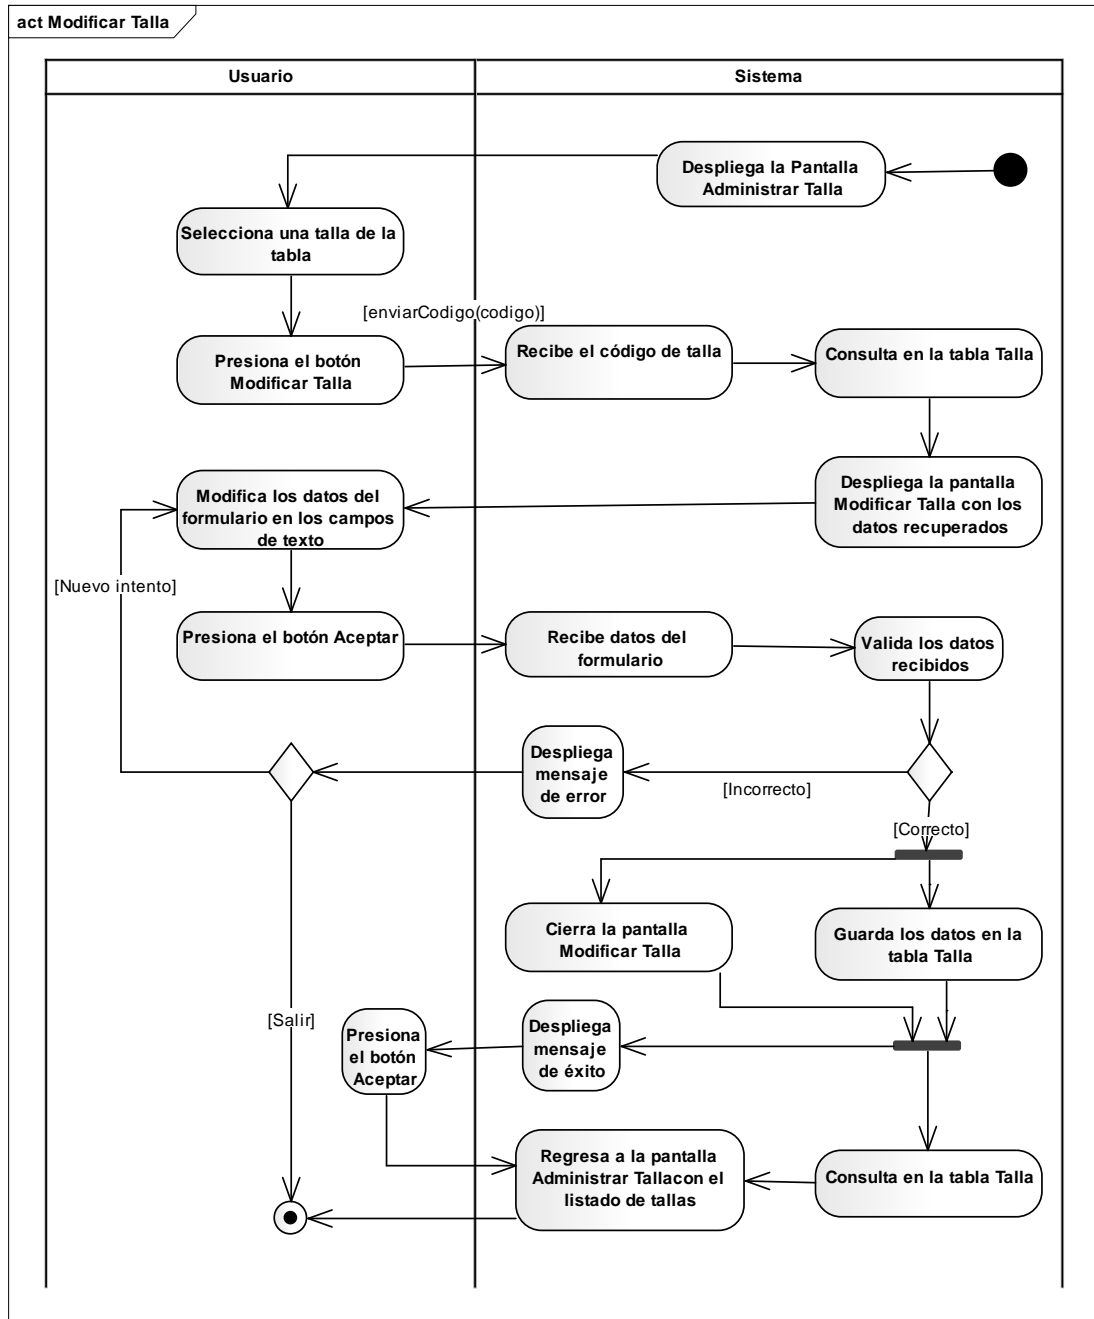 act Modificar Talla
Usuario
Sistema
Despliega la Pantalla
Administrar Talla
Selecciona una talla de la
tabla
[enviarCodigo(codigo)]
Presiona el botón
Modificar Talla
Recibe el código de talla
Consulta en la tabla Talla
Despliega la pantalla
Modificar Talla con los
datos recuperados
Modifica los datos del
formulario en los campos
de texto
[Nuevo intento]
Presiona el botón Aceptar
Recibe datos del
formulario
Valida los datos
recibidos
Despliega
mensaje
de error
[Incorrecto]
[Correcto]
Cierra la pantalla
Modificar Talla
Guarda los datos en la
tabla Talla
[Salir]
Presiona
el botón
Aceptar
Despliega
mensaje
de éxito
Regresa a la pantalla
Administrar Tallacon el
listado de tallas
Consulta en la tabla Talla